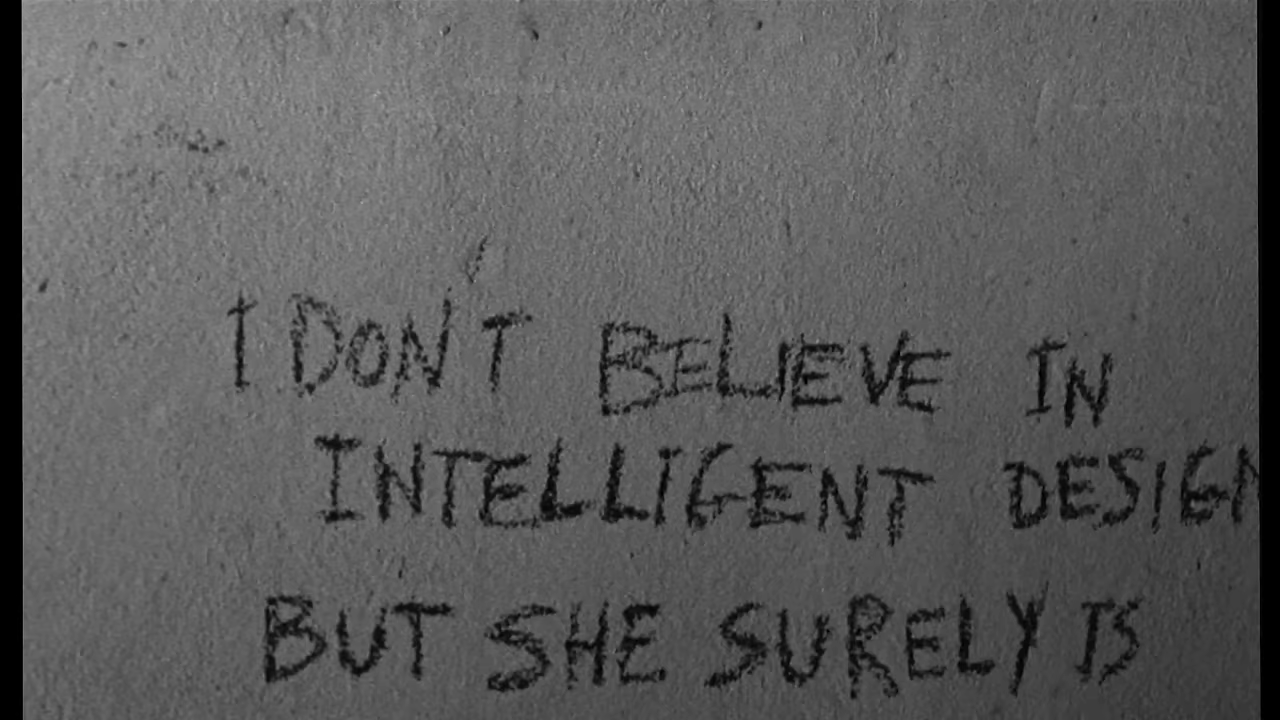 I DON'T BELIEVE IN
INTELLIGENT DESIGN
BUT SHE SURELY IS